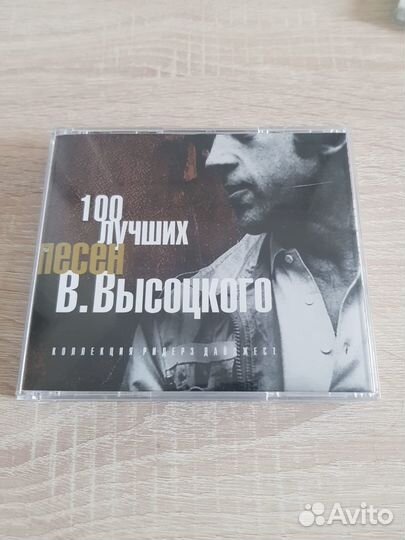 100
лучших
песен
В. Высоцкого
КОЛЛЕКЦИЯ РИДЕРЗ ДАЙДЖЕСТ
Avito